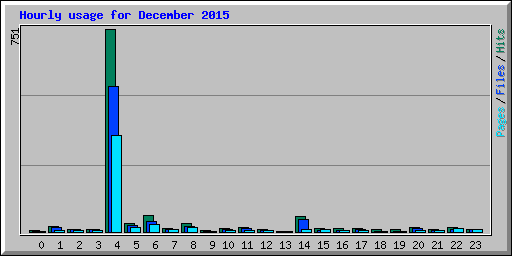 Hourly usage for December 2015
751
Pages/Files/Hits
0 1 2 3 4 5 6 7 8 9 10 11 12 13 14 15 16 17 18 19 20 21 22 23